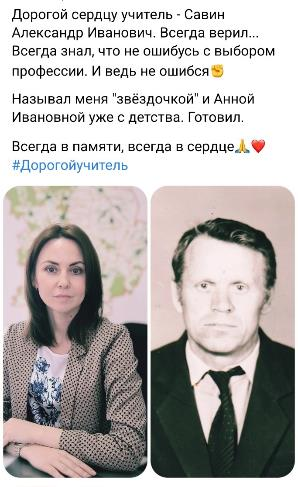 Дорогой сердцу учитель - Савин
Александр Иванович. Всегда верил...
Всегда знал, что не ошибусь с выбором
профессии. И ведь не ошибся✊
Называл меня "звёздочкой" и Анной
Ивановной уже с детства. Готовил.
Всегда в памяти, всегда в сердце🙏❤️
#Дорогойучитель